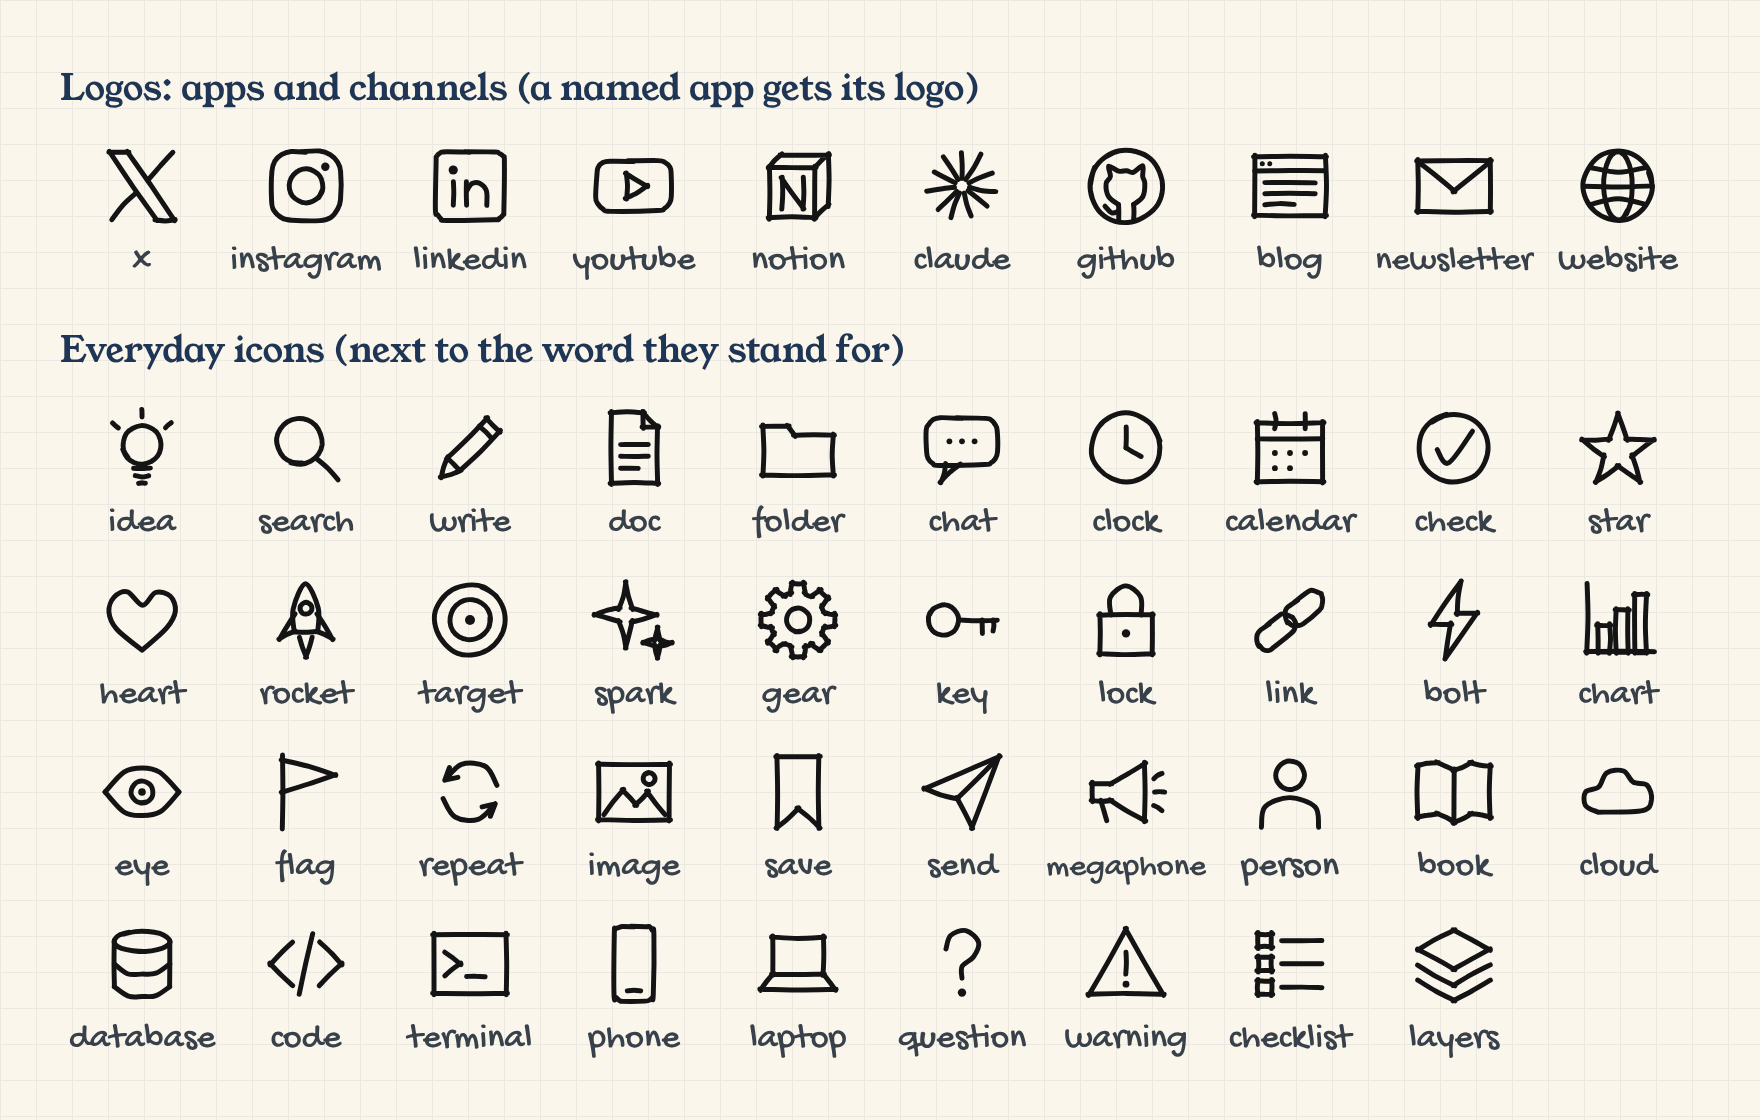 Logos: apps and channels (a named app gets its logo)
in
N
x instagram linkedin youtube notion claude github blog newsletter website
Everyday icons (next to the word they stand for)
idea search write doc folder chat clock calendar check star
heart rocket target spark gear key lock link bolt chart
eye flag repeat image save send megaphone person book cloud
database code terminal phone laptop question warning checklist layers